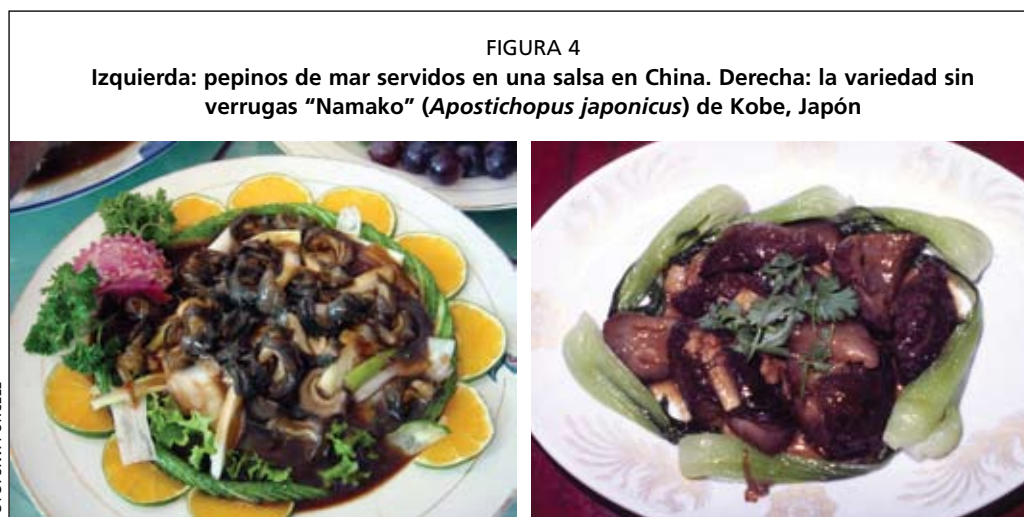 FIGURA 4
Izquierda: pepinos de mar servidos en una salsa en China. Derecha: la variedad sin
verrugas “Namako” (Apostichopus japonicus) de Kobe, Japón